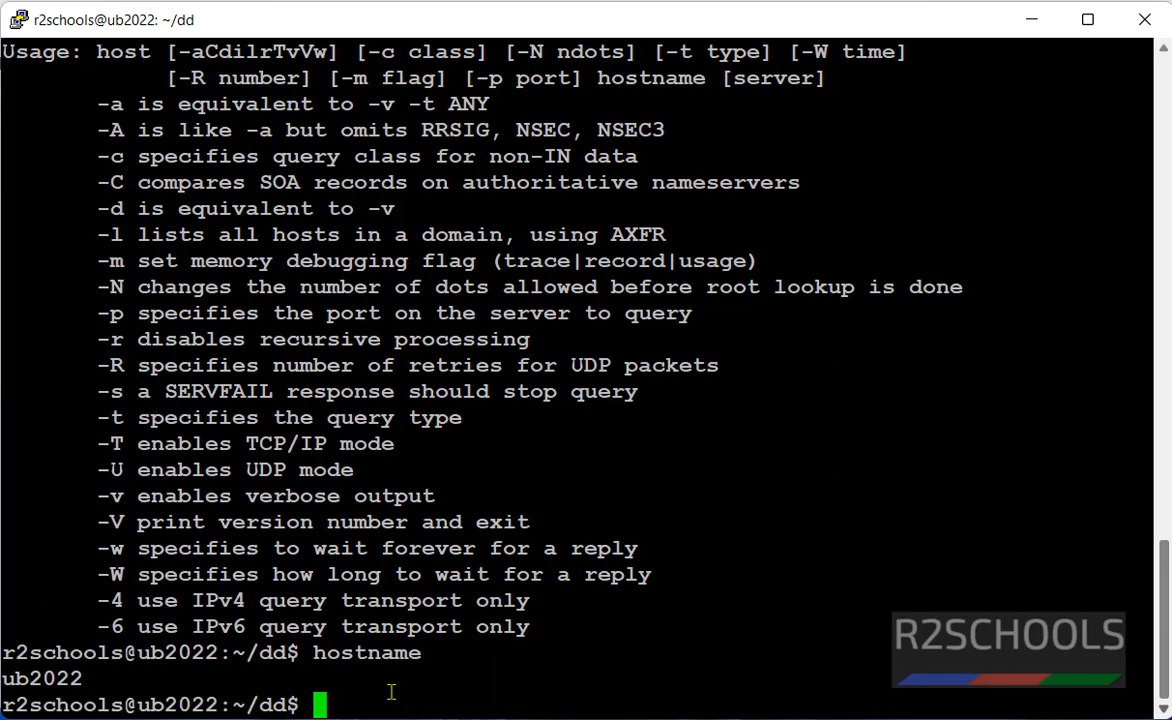 r2schools@ub2022: ~/dd
Usage: host [-aCdilrTvVw] [-c class] [-N ndots] [-t type] [-W time]
            [-R number] [-m flag] [-p port] hostname [server]
       -a is equivalent to -v -t ANY
       -A is like -a but omits RRSIG, NSEC, NSEC3
       -c specifies query class for non-IN data
       -C compares SOA records on authoritative nameservers
       -d is equivalent to -v
       -l lists all hosts in a domain, using AXFR
       -m set memory debugging flag (trace|record|usage)
       -N changes the number of dots allowed before root lookup is done
       -p specifies the port on the server to query
       -r disables recursive processing
       -R specifies number of retries for UDP packets
       -s a SERVFAIL response should stop query
       -t specifies the query type
       -T enables TCP/IP mode
       -U enables UDP mode
       -v enables verbose output
       -V print version number and exit
       -w specifies to wait forever for a reply
       -W specifies how long to wait for a reply
       -4 use IPv4 query transport only
       -6 use IPv6 query transport only
r2schools@ub2022:~/dd$ hostname
ub2022
r2schools@ub2022:~/dd$
R2SCHOOLS